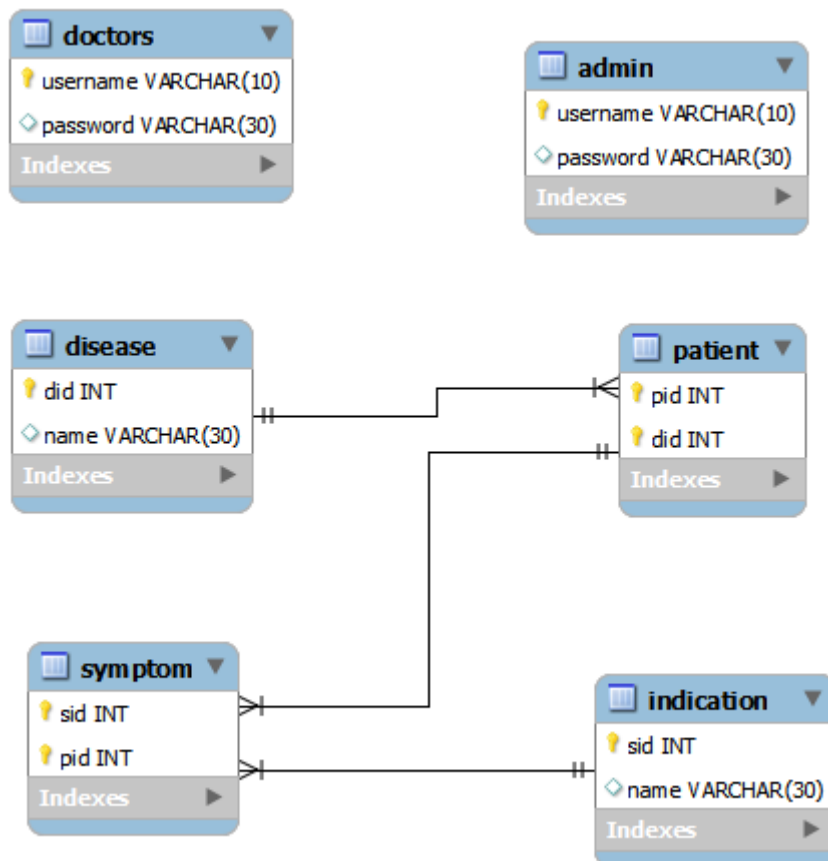 doctors
username VARCHAR(10)
password VARCHAR(30)
Indexes
admin
username VARCHAR(10)
password VARCHAR(30)
Indexes
disease
did INT
name VARCHAR(30)
Indexes
patient
pid INT
did INT
Indexes
symptom
sid INT
pid INT
Indexes
indication
sid INT
name VARCHAR(30)
Indexes